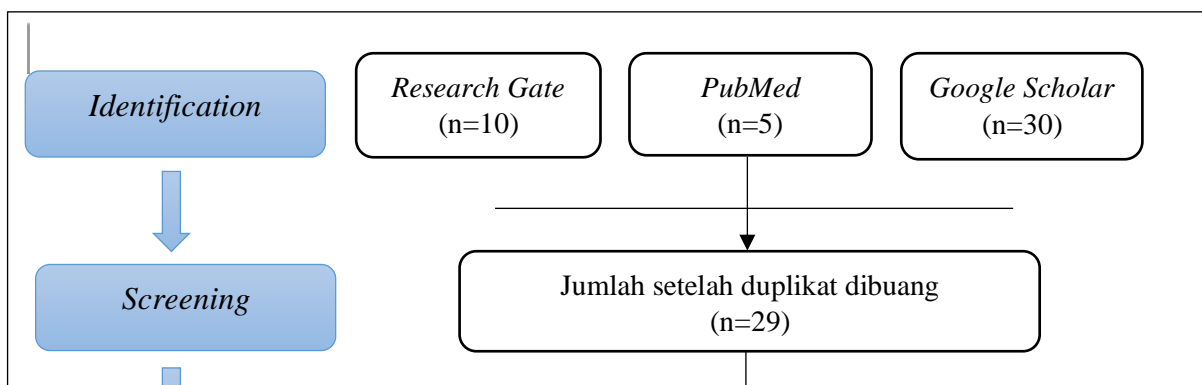 Identification
Research Gate
(n=10)
PubMed
(n=5)
Google Scholar
(n=30)
Screening
Jumlah setelah duplikat dibuang
(n=29)